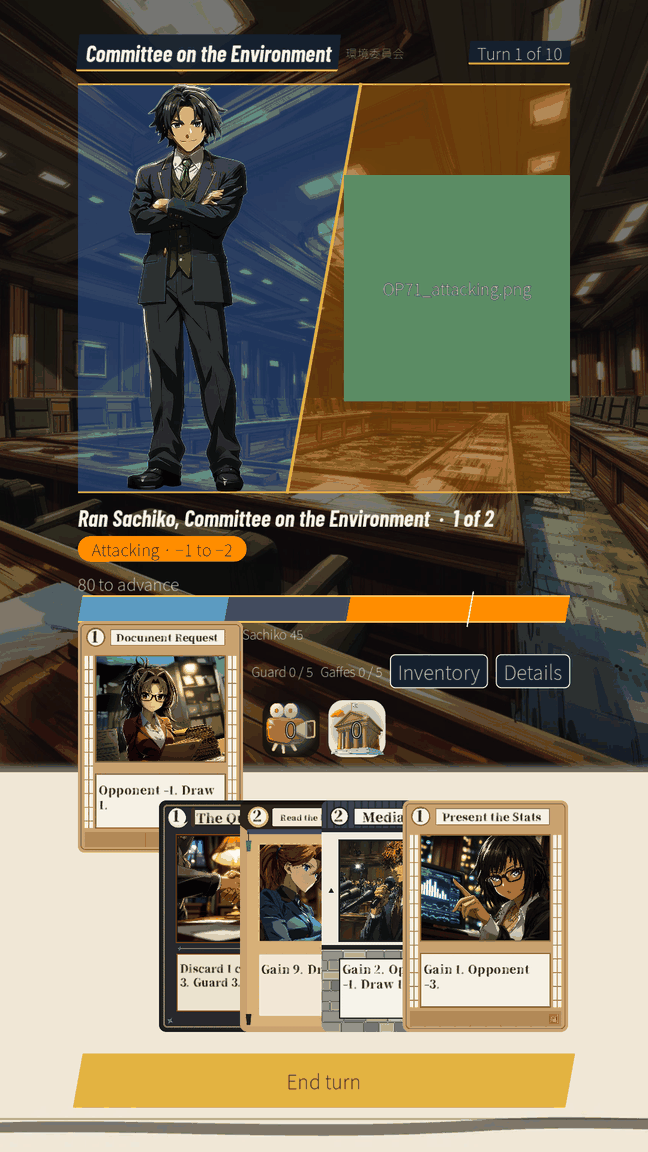 Committee on the Environment
環境委員会
Turn 1 of 10
OP71_attacking.png
Ran Sachiko, Committee on the Environment · 1 of 2
Attacking · −1 to −2
80 to advance
Sachiko 45
Guard 0 / 5 Gaffes 0 / 5
Inventory
Details
1 Document Request
Opponent -1. Draw
1.
1 The
Discard 1
3. Guard 3.
2 Read the
Gain 9.
2 Media
Gain 2.
-1. Draw
1 Present the Stats
Gain 1. Opponent
-3.
End turn